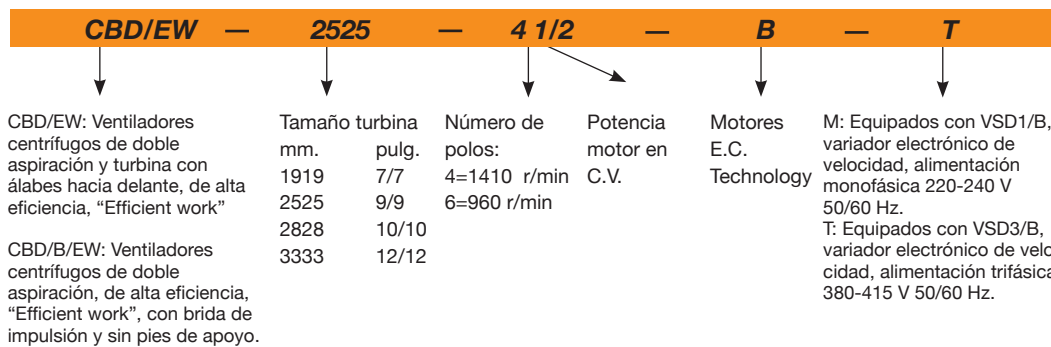 CBD/EW — 2525 — 4 1/2 — B — T
CBD/EW: Ventiladores
centrífugos de doble
aspiración y turbina con
álabes hacia delante, de alta
eficiencia, “Efficient work”
CBD/B/EW: Ventiladores
centrífugos de doble
aspiración, de alta eficiencia,
“Efficient work”, con brida de
impulsión y sin pies de apoyo.
Tamaño turbina
mm. pulg.
1919 7/7
2525 9/9
2828 10/10
3333 12/12
Número de
polos:
4=1410 r/min
6=960 r/min
Potencia
motor en
C.V.
Motores
E.C.
Technology
M: Equipados con VSD1/B,
variador electrónico de
velocidad, alimentación
monofásica 220-240 V
50/60 Hz.
T: Equipados con VSD3/B,
variador electrónico de velo
cidad, alimentación trifásica
380-415 V 50/60 Hz.